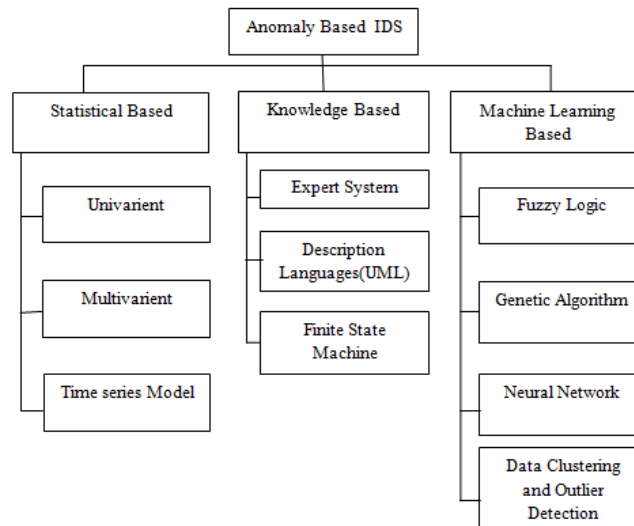 Anomaly Based IDS
Statistical Based
Knowledge Based
Machine Learning
Based
Univarient
Multivarient
Time series Model
Expert System
Description
Languages(UML)
Finite State
Machine
Fuzzy Logic
Genetic Algorithm
Neural Network
Data Clustering
and Outlier
Detection